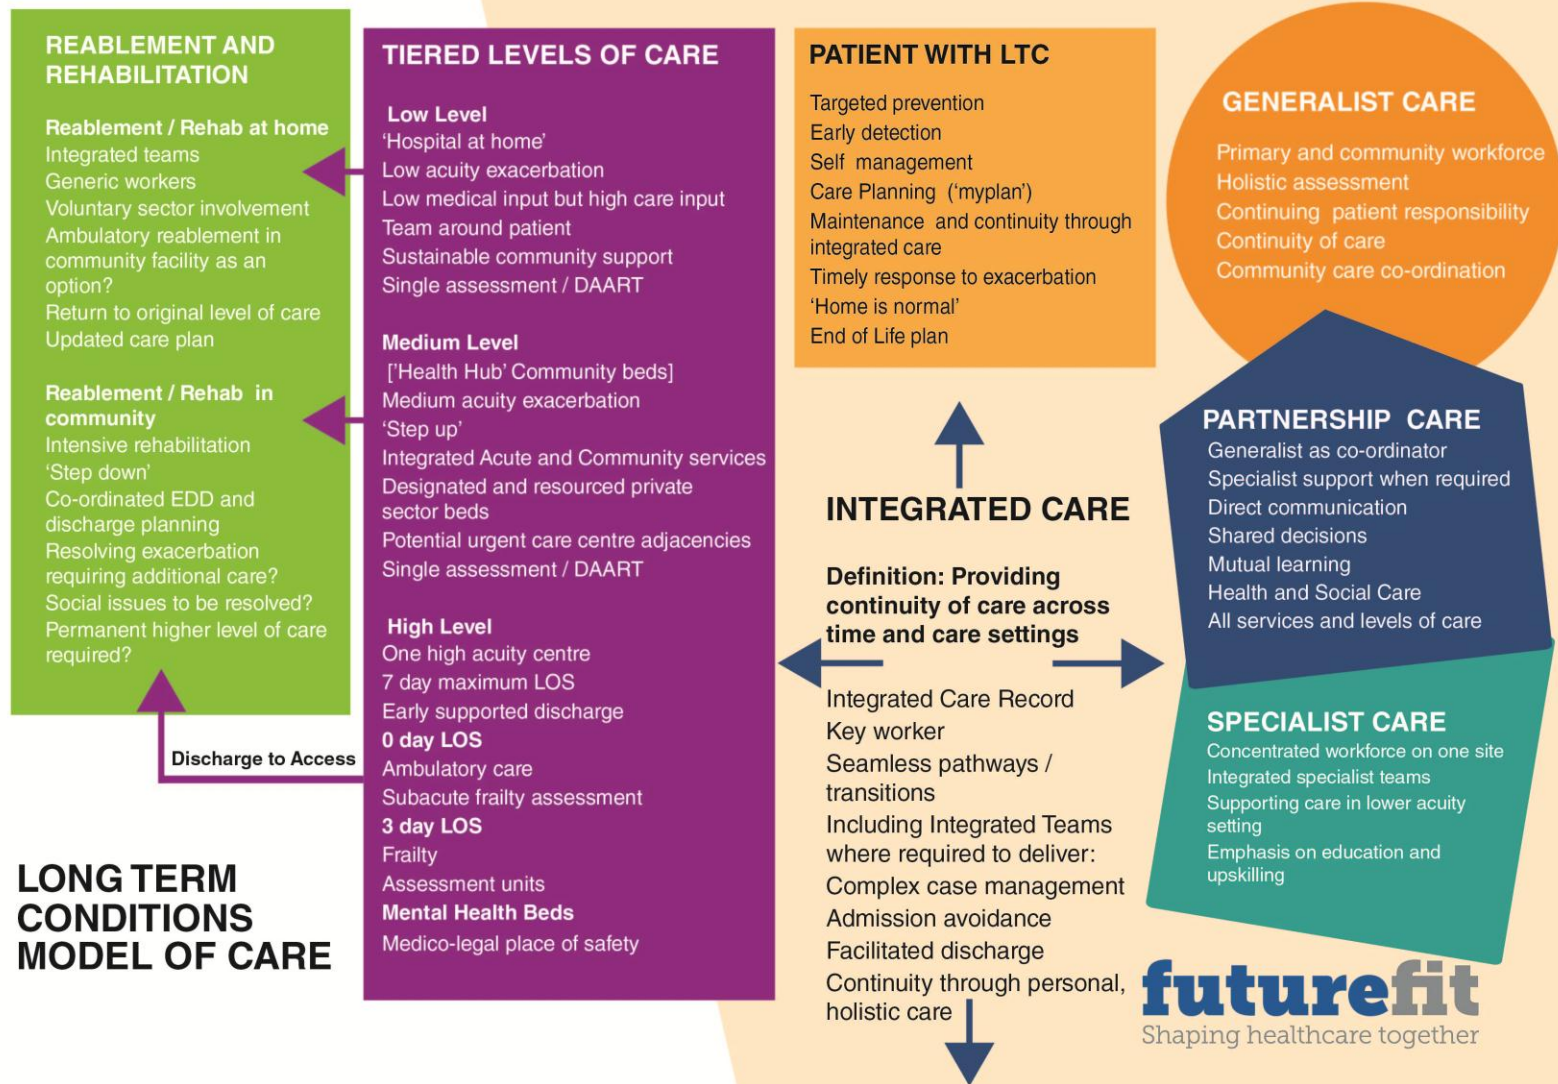 REABLEMENT AND
REHABILITATION
Reablement / Rehab at home
Integrated teams
Generic workers
Voluntary sector involvement
Ambulatory reablement in
community facility as an
option?
Return to original level of care
Updated care plan
Reablement / Rehab in
community
Intensive rehabilitation
‘Step down’
Co-ordinated EDD and
discharge planning
Resolving exacerbation
requiring additional care?
Social issues to be resolved?
Permanent higher level of care
required?
Discharge to Access
LONG TERM
CONDITIONS
MODEL OF CARE
TIERED LEVELS OF CARE
Low Level
‘Hospital at home’
Low acuity exacerbation
Low medical input but high care input
Team around patient
Sustainable community support
Single assessment / DAART
Medium Level
[’Health Hub’ Community beds]
Medium acuity exacerbation
‘Step up’
Integrated Acute and Community services
Designated and resourced private
sector beds
Potential urgent care centre adjacencies
Single assessment / DAART
High Level
One high acuity centre
7 day maximum LOS
Early supported discharge
0 day LOS
Ambulatory care
Subacute frailty assessment
3 day LOS
Frailty
Assessment units
Mental Health Beds
Medico-legal place of safety
PATIENT WITH LTC
Targeted prevention
Early detection
Self management
Care Planning (‘myplan’)
Maintenance and continuity through
integrated care
Timely response to exacerbation
‘Home is normal’
End of Life plan
INTEGRATED CARE
Definition: Providing
continuity of care across
time and care settings
Integrated Care Record
Key worker
Seamless pathways /
transitions
Including Integrated Teams
where required to deliver:
Complex case management
Admission avoidance
Facilitated discharge
Continuity through personal,
holistic care
GENERALIST CARE
Primary and community workforce
Holistic assessment
Continuing patient responsibility
Continuity of care
Community care co-ordination
PARTNERSHIP CARE
Generalist as co-ordinator
Specialist support when required
Direct communication
Shared decisions
Mutual learning
Health and Social Care
All services and levels of care
SPECIALIST CARE
Concentrated workforce on one site
Integrated specialist teams
Supporting care in lower acuity
setting
Emphasis on education and
upskilling
futurefit
Shaping healthcare together